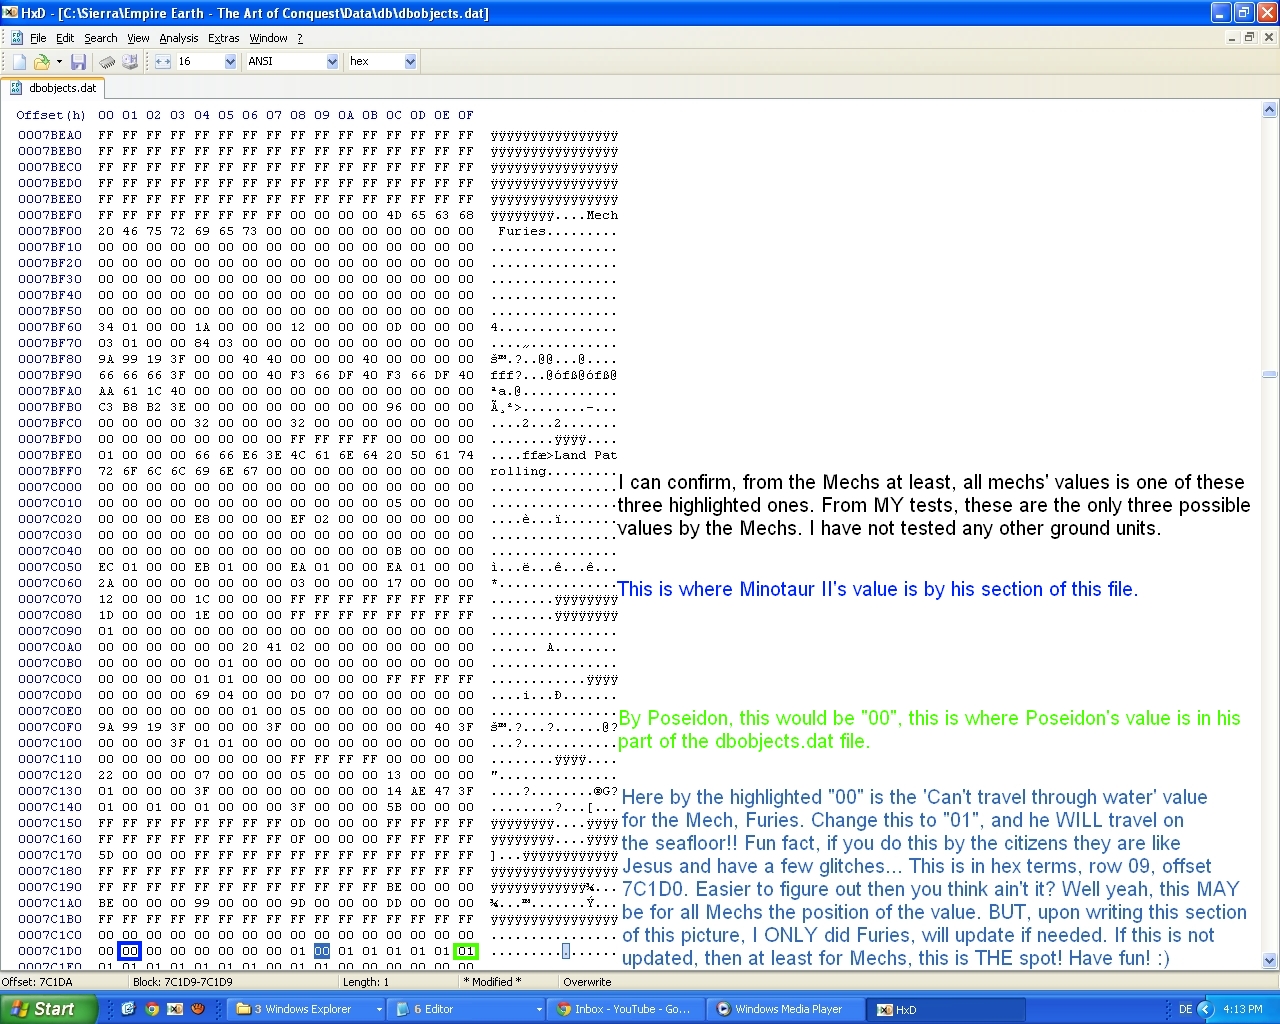 HxD - [C:\Sierra\Empire Earth - The Art of Conquest\Data\db\dbobjects.dat]
File Edit Search View Analysis Extras Window ?
16 ANSI hex
dbobjects.dat
Offset(h) 00 01 02 03 04 05 06 07 08 09 0A 0B 0C 0D 0E 0F
0007BEA0 FF FF FF FF FF FF FF FF FF FF FF FF FF FF FF FF ÿÿÿÿÿÿÿÿÿÿÿÿÿÿÿÿ
0007BEB0 FF FF FF FF FF FF FF FF FF FF FF FF FF FF FF FF ÿÿÿÿÿÿÿÿÿÿÿÿÿÿÿÿ
0007BEC0 FF FF FF FF FF FF FF FF FF FF FF FF FF FF FF FF ÿÿÿÿÿÿÿÿÿÿÿÿÿÿÿÿ
0007BED0 FF FF FF FF FF FF FF FF FF FF FF FF FF FF FF FF ÿÿÿÿÿÿÿÿÿÿÿÿÿÿÿÿ
0007BEE0 FF FF FF FF FF FF FF FF FF FF FF FF FF FF FF FF ÿÿÿÿÿÿÿÿÿÿÿÿÿÿÿÿ
0007BEF0 FF FF FF FF FF FF FF FF 00 00 00 00 4D 65 63 68 ÿÿÿÿÿÿÿÿ....Mech
0007BF00 20 46 75 72 69 65 73 00 00 00 00 00 00 00 00 00 Furies.........
0007BF10 00 00 00 00 00 00 00 00 00 00 00 00 00 00 00 00 ................
0007BF20 00 00 00 00 00 00 00 00 00 00 00 00 00 00 00 00 ................
0007BF30 00 00 00 00 00 00 00 00 00 00 00 00 00 00 00 00 ................
0007BF40 00 00 00 00 00 00 00 00 00 00 00 00 00 00 00 00 ................
0007BF50 00 00 00 00 00 00 00 00 00 00 00 00 00 00 00 00 ................
0007BF60 34 01 00 00 1A 00 00 00 12 00 00 00 0D 00 00 00 4...............
0007BF70 03 01 00 00 84 03 00 00 00 00 00 00 00 00 00 00 ....„...........
0007BF80 9A 99 19 3F 00 00 40 40 00 00 00 40 00 00 00 00 š™.?..@@...@....
0007BF90 66 66 66 3F 00 00 00 40 F3 66 DF 40 F3 66 DF 40 fff?...@ófß@ófß@
0007BFA0 AA 61 1C 40 00 00 00 00 00 00 00 00 00 00 00 00 ªa.@............
0007BFB0 C3 B8 B2 3E 00 00 00 00 00 00 00 00 96 00 00 00 Ã¸²>........–...
0007BFC0 00 00 00 00 32 00 00 00 32 00 00 00 00 00 00 00 ....2...2.......
0007BFD0 00 00 00 00 00 00 00 00 FF FF FF FF 00 00 00 00 ........ÿÿÿÿ....
0007BFE0 01 00 00 00 66 66 E6 3E 4C 61 6E 64 20 50 61 74 ....ffæ>Land Pat
0007BFF0 72 6F 6C 6C 69 6E 67 00 00 00 00 00 00 00 00 00 rolling.........
0007C000 00 00 00 00 00 00 00 00 00 00 00 00 00 00 00 00 ................
0007C010 00 00 00 00 00 00 00 00 00 00 00 00 05 00 00 00 ................
0007C020 00 00 00 00 E8 00 00 00 EF 02 00 00 00 00 00 00 ....è...ï.......
0007C030 00 00 00 00 00 00 00 00 00 00 00 00 00 00 00 00 ................
0007C040 00 00 00 00 00 00 00 00 00 00 00 00 0B 00 00 00 ................
0007C050 EC 01 00 00 EB 01 00 00 EA 01 00 00 EA 01 00 00 ì...ë...ê...ê...
0007C060 2A 00 00 00 00 00 00 00 03 00 00 00 17 00 00 00 *...............
0007C070 12 00 00 00 1C 00 00 00 FF FF FF FF FF FF FF FF ........ÿÿÿÿÿÿÿÿ
0007C080 1D 00 00 00 1E 00 00 00 FF FF FF FF FF FF FF FF ........ÿÿÿÿÿÿÿÿ
0007C090 01 00 00 00 00 00 00 00 00 00 00 00 00 00 00 00 ................
0007C0A0 00 00 00 00 00 00 20 41 02 00 00 00 00 00 00 00 ...... A........
0007C0B0 00 00 00 00 00 01 00 00 00 00 00 00 00 00 00 00 ................
0007C0C0 00 00 00 00 01 01 00 00 00 00 00 00 FF FF FF FF ............ÿÿÿÿ
0007C0D0 00 00 00 00 69 04 00 00 D0 07 00 00 00 00 00 00 ....i...Ð.......
0007C0E0 00 00 00 00 00 00 01 00 05 00 00 00 00 00 00 00 ................
0007C0F0 9A 99 19 3F 00 00 00 3F 00 00 00 00 00 00 40 3F š™.?...?......@?
0007C100 00 00 00 3F 01 01 00 00 00 00 00 00 00 00 00 00 ...?............
0007C110 00 00 00 00 00 00 00 00 FF FF FF FF 00 00 00 00 ........ÿÿÿÿ....
0007C120 22 00 00 00 07 00 00 00 05 00 00 00 13 00 00 00 "...............
0007C130 01 00 00 00 3F 00 00 00 00 00 00 00 14 AE 47 3F ....?........®G?
0007C140 01 00 01 00 01 00 00 00 3F 00 00 00 5B 00 00 00 ........?...[...
0007C150 FF FF FF FF FF FF FF FF 0D 00 00 00 FF FF FF FF ÿÿÿÿÿÿÿÿ....ÿÿÿÿ
0007C160 FF FF FF FF FF FF FF FF 0F 00 00 00 FF FF FF FF ÿÿÿÿÿÿÿÿ....ÿÿÿÿ
0007C170 5D 00 00 00 FF FF FF FF FF FF FF FF FF FF FF FF ]...ÿÿÿÿÿÿÿÿÿÿÿÿ
0007C180 FF FF FF FF FF FF FF FF FF FF FF FF FF FF FF FF ÿÿÿÿÿÿÿÿÿÿÿÿÿÿÿÿ
0007C190 FF FF FF FF FF FF FF FF FF FF FF FF BE 00 00 00 ÿÿÿÿÿÿÿÿÿÿÿÿ¾...
0007C1A0 BE 00 00 00 99 00 00 00 9D 00 00 00 DD 00 00 00 ¾...™.......Ý...
0007C1B0 FF FF FF FF FF FF FF FF FF FF FF FF FF FF FF FF ÿÿÿÿÿÿÿÿÿÿÿÿÿÿÿÿ
0007C1C0 00 00 00 00 00 00 00 00 00 00 00 00 00 00 00 00 ................
0007C1D0 00 00 00 00 00 00 00 00 01 00 01 01 01 01 01 01 ................
I can confirm, from the Mechs at least, all mechs' values is one of these
three highlighted ones. From MY tests, these are the only three possible
values by the Mechs. I have not tested any other ground units.
This is where Minotaur II's value is by his section of this file.
By Poseidon, this would be "00", this is where Poseidon's value is in his
part of the dbobjects.dat file.
Here by the highlighted "00" is the 'Can't travel through water' value
for the Mech, Furies. Change this to "01", and he WILL travel on
the seafloor!! Fun fact, if you do this by the citizens they are like
Jesus and have a few glitches... This is in hex terms, row 09, offset
7C1D0. Easier to figure out then you think ain't it? Well yeah, this MAY
be for all Mechs the position of the value. BUT, upon writing this section
of this picture, I ONLY did Furies, will update if needed. If this is not
updated, then at least for Mechs, this is THE spot! Have fun! :)
Offset: 7C1DA Block: 7C1D9-7C1D9 Length: 1 * Modified * Overwrite
Start 3 Windows Explorer 6 Editor Inbox - YouTube - Go... Windows Media Player HxD DE 4:13 PM